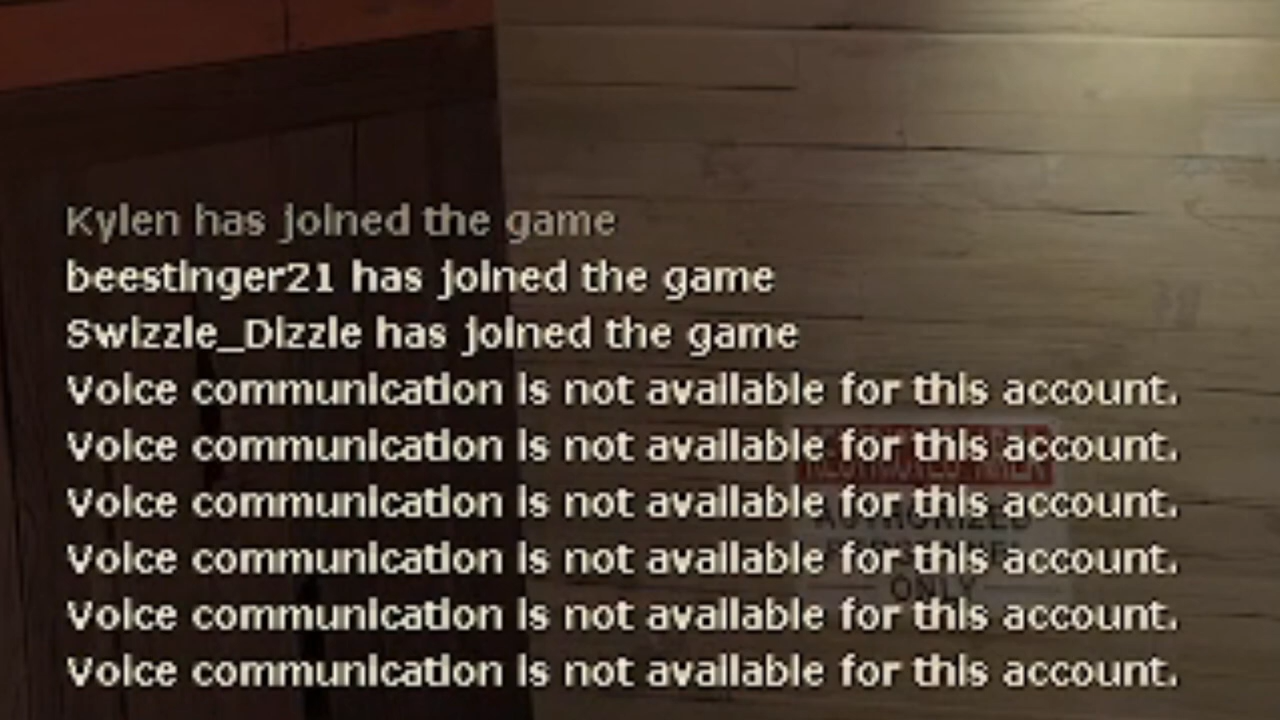 Kylen has joined the game
beestinger21 has joined the game
Swizzle_Dizzle has joined the game
Voice communication is not available for this account.
Voice communication is not available for this account.
Voice communication is not available for this account.
Voice communication is not available for this account.
Voice communication is not available for this account.
Voice communication is not available for this account.
AUTHORIZED
PERSONNEL
ONLY